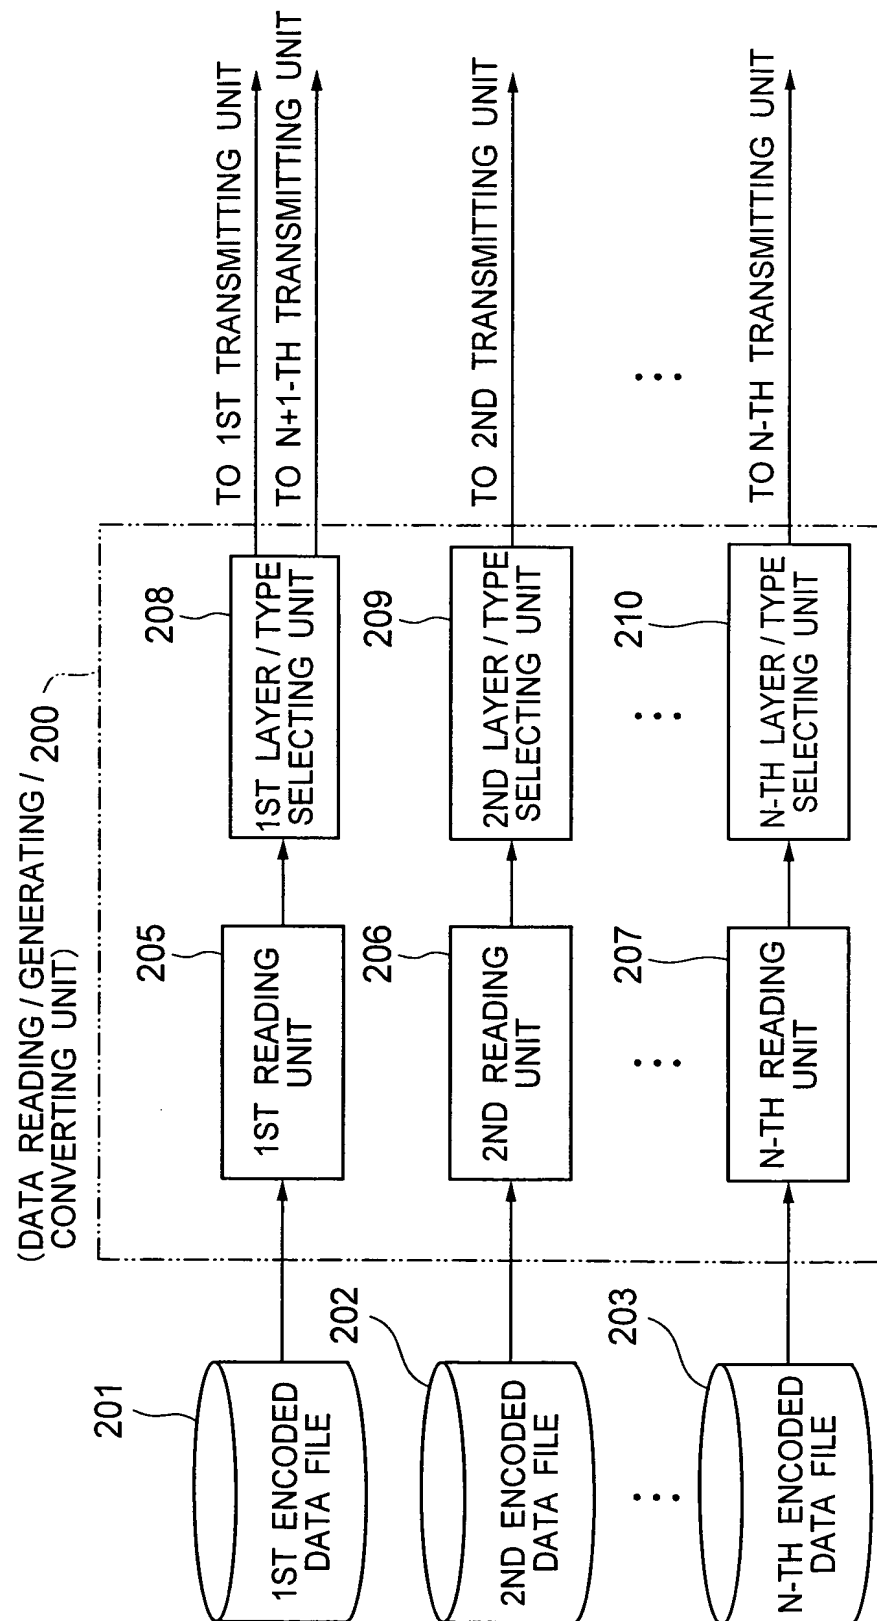 (DATA READING/GENERATING/
CONVERTING UNIT)
200
201
1ST ENCODED
DATA FILE
205
1ST READING
UNIT
208
1ST LAYER/TYPE
SELECTING UNIT
TO 1ST TRANSMITTING UNIT
TO N+1-TH TRANSMITTING UNIT
202
2ND ENCODED
DATA FILE
206
2ND READING
UNIT
209
2ND LAYER/TYPE
SELECTING UNIT
TO 2ND TRANSMITTING UNIT
203
N-TH ENCODED
DATA FILE
207
N-TH READING
UNIT
210
N-TH LAYER/TYPE
SELECTING UNIT
TO N-TH TRANSMITTING UNIT